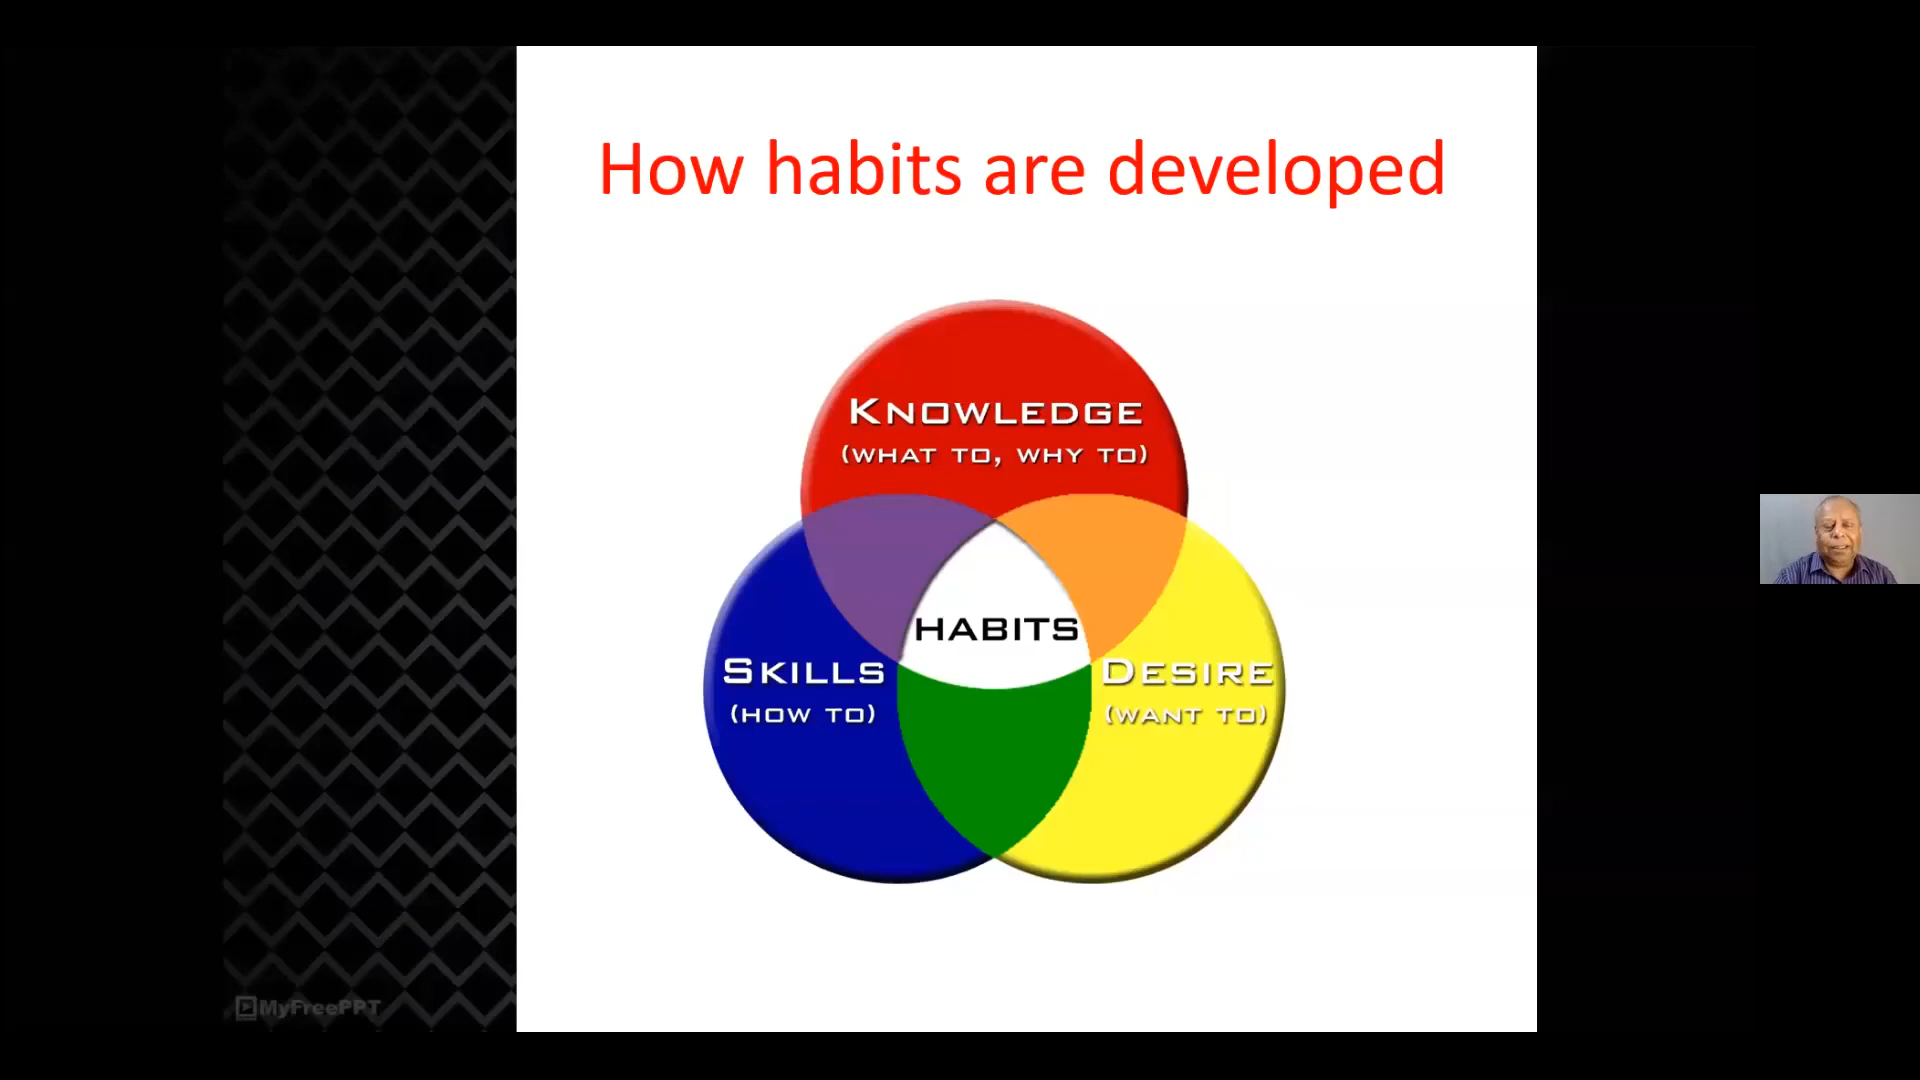 How habits are developed
KNOWLEDGE
(WHAT TO, WHY TO)
HABITS
SKILLS
(HOW TO)
DESIRE
(WANT TO)
MyFreePPT